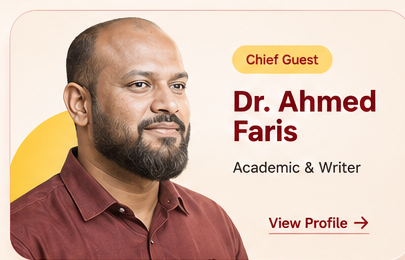 Chief Guest
Dr. Ahmed
Faris
Academic & Writer
View Profile →